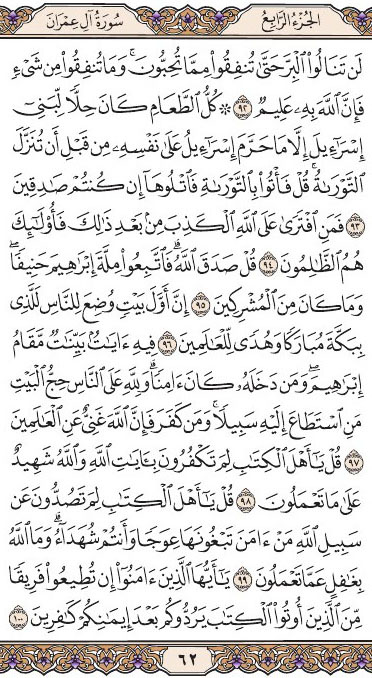 الجُزْءُ الرَّابِعُ سُورَةُ آلِ عِمْرَانَ
لَن تَنَالُوا۟ ٱلْبِرَّ حَتَّىٰ تُنفِقُوا۟ مِمَّا تُحِبُّونَ ۚ وَمَا تُنفِقُوا۟ مِن شَىْءٍ
فَإِنَّ ٱللَّهَ بِهِۦ عَلِيمٌ ٩٢ ۞ كُلُّ ٱلطَّعَامِ كَانَ حِلًّا لِّبَنِىٓ
إِسْرَٰٓءِيلَ إِلَّا مَا حَرَّمَ إِسْرَٰٓءِيلُ عَلَىٰ نَفْسِهِۦ مِن قَبْلِ أَن تُنَزَّلَ
ٱلتَّوْرَىٰةُ ۗ قُلْ فَأْتُوا۟ بِٱلتَّوْرَىٰةِ فَٱتْلُوهَآ إِن كُنتُمْ صَٰدِقِينَ
٩٣ فَمَنِ ٱفْتَرَىٰ عَلَى ٱللَّهِ ٱلْكَذِبَ مِنۢ بَعْدِ ذَٰلِكَ فَأُو۟لَٰٓئِكَ
هُمُ ٱلظَّٰلِمُونَ ٩٤ قُلْ صَدَقَ ٱللَّهُ ۗ فَٱتَّبِعُوا۟ مِلَّةَ إِبْرَٰهِيمَ حَنِيفًا ۖ
وَمَا كَانَ مِنَ ٱلْمُشْرِكِينَ ٩٥ إِنَّ أَوَّلَ بَيْتٍ وُضِعَ لِلنَّاسِ لَلَّذِى
بِبَكَّةَ مُبَارَكًا وَهُدًى لِّلْعَٰلَمِينَ ٩٦ فِيهِ ءَايَٰتٌۢ بَيِّنَٰتٌ مَّقَامُ
إِبْرَٰهِيمَ ۖ وَمَن دَخَلَهُۥ كَانَ ءَامِنًا ۗ وَلِلَّهِ عَلَى ٱلنَّاسِ حِجُّ ٱلْبَيْتِ
مَنِ ٱسْتَطَاعَ إِلَيْهِ سَبِيلًا ۚ وَمَن كَفَرَ فَإِنَّ ٱللَّهَ غَنِىٌّ عَنِ ٱلْعَٰلَمِينَ
٩٧ قُلْ يَٰٓأَهْلَ ٱلْكِتَٰبِ لِمَ تَكْفُرُونَ بِـَٔايَٰتِ ٱللَّهِ وَٱللَّهُ شَهِيدٌ
عَلَىٰ مَا تَعْمَلُونَ ٩٨ قُلْ يَٰٓأَهْلَ ٱلْكِتَٰبِ لِمَ تَصُدُّونَ عَن
سَبِيلِ ٱللَّهِ مَنْ ءَامَنَ تَبْغُونَهَا عِوَجًا وَأَنتُمْ شُهَدَآءُ ۗ وَمَا ٱللَّهُ
بِغَٰفِلٍ عَمَّا تَعْمَلُونَ ٩٩ يَٰٓأَيُّهَا ٱلَّذِينَ ءَامَنُوٓا۟ إِن تُطِيعُوا۟ فَرِيقًا
مِّنَ ٱلَّذِينَ أُوتُوا۟ ٱلْكِتَٰبَ يَرُدُّوكُم بَعْدَ إِيمَٰنِكُمْ كَٰفِرِينَ ١٠٠
٦٢